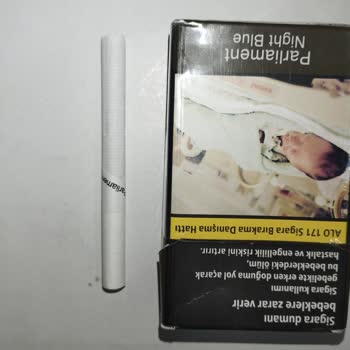 Parliament
Sigara dumanı
bebeklere zarar verir
Sigara kullanımı
gebelikte erken doğuma yol açarak
bu bebeklerdeki ölüm,
hastalık ve engellilik riskini artırır.
ALO 171 Sigara Bırakma Danışma Hattı
Parliament
Night Blue